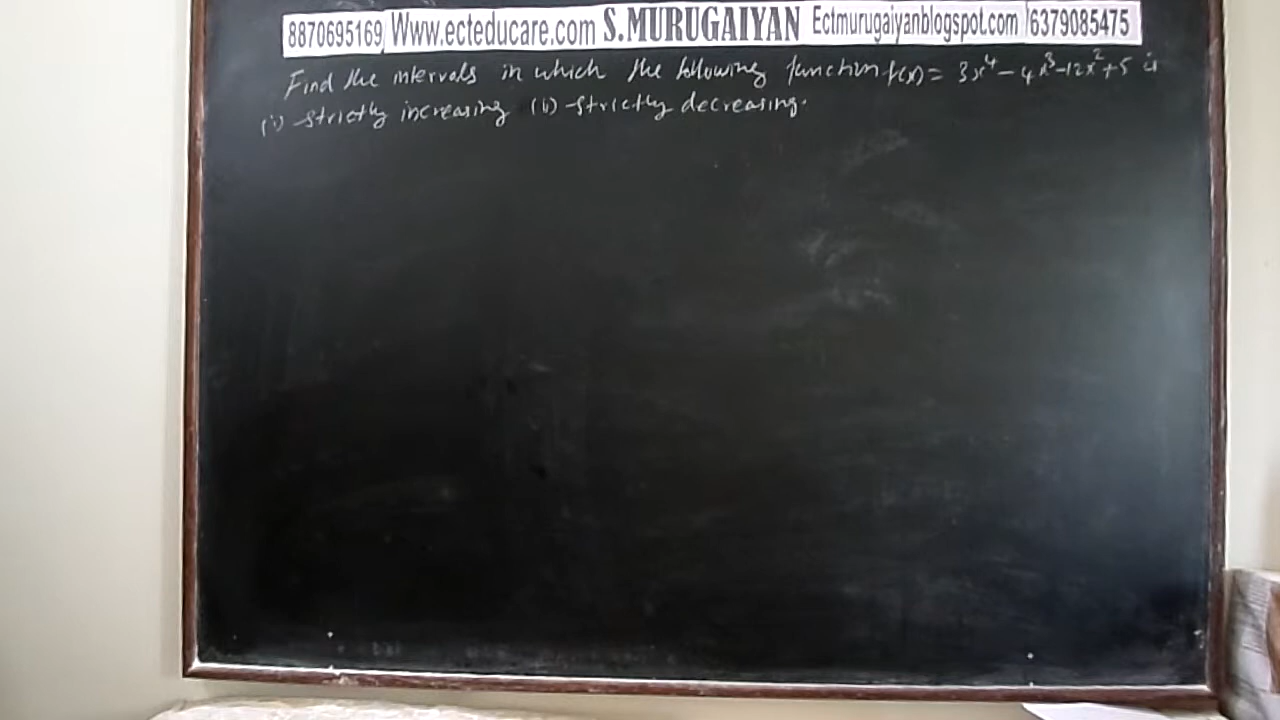 8870695169 Www.ecteducare.com S.MURUGAIYAN Ectmurugaiyanblogspot.com 6379085475
Find the intervals in which the following function f(x) = 3x⁴ - 4x³ - 12x² + 5 is
(i) strictly increasing (ii) strictly decreasing.